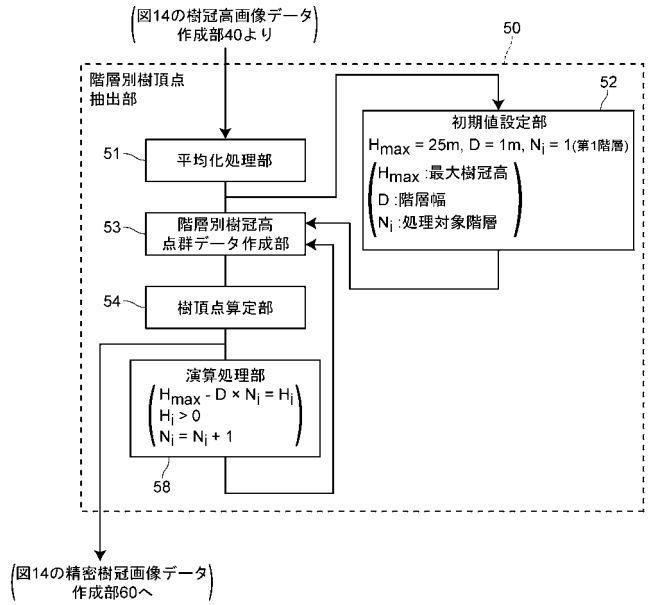 (図14の樹冠高画像データ
作成部40より)
50
階層別樹頂点
抽出部
52
初期値設定部
Hmax = 25m, D = 1m, Ni = 1(第1階層)
Hmax :最大樹冠高
D :階層幅
Ni :処理対象階層
51
平均化処理部
53
階層別樹冠高
点群データ作成部
54
樹頂点算定部
演算処理部
Hmax - D × Ni = Hi
Hi > 0
Ni = Ni + 1
58
(図14の精密樹冠画像データ
作成部60へ)